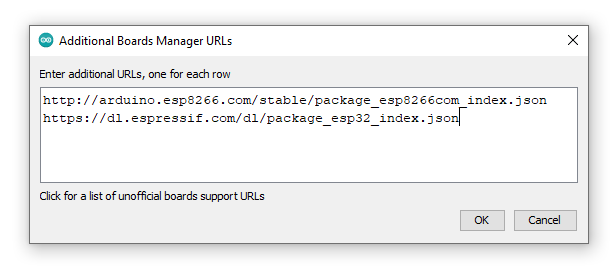 Additional Boards Manager URLs
Enter additional URLs, one for each row
http://arduino.esp8266.com/stable/package_esp8266com_index.json
https://dl.espressif.com/dl/package_esp32_index.json
Click for a list of unofficial boards support URLs
OK
Cancel